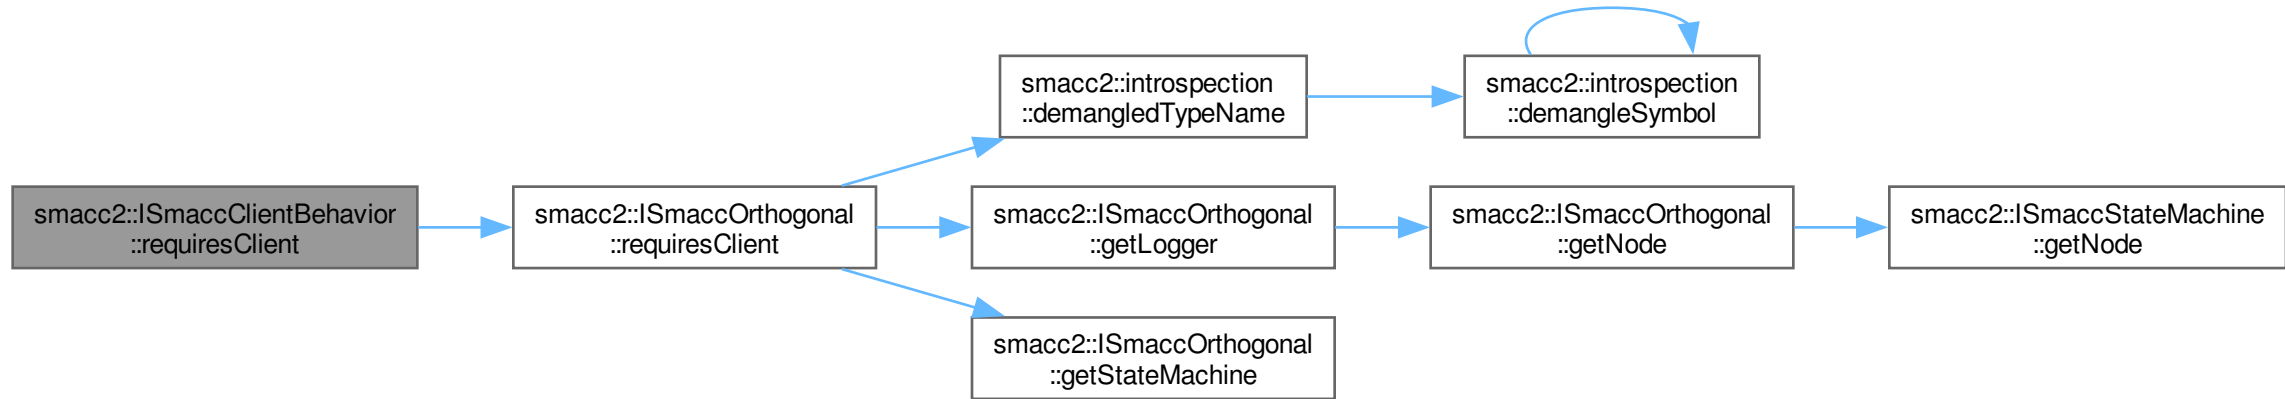 smacc2::ISmaccClientBehavior
::requiresClient
smacc2::ISmaccOrthogonal
::requiresClient
smacc2::introspection
::demangledTypeName
smacc2::introspection
::demangleSymbol
smacc2::ISmaccOrthogonal
::getLogger
smacc2::ISmaccOrthogonal
::getNode
smacc2::ISmaccStateMachine
::getNode
smacc2::ISmaccOrthogonal
::getStateMachine